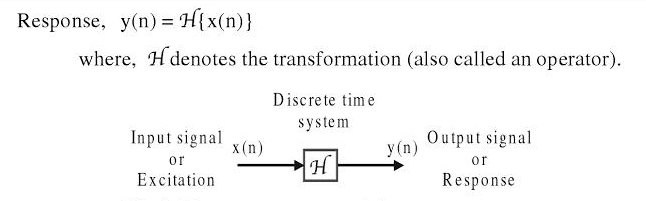 Response, y(n) = ℋ{x(n)}
where, ℋ denotes the transformation (also called an operator).
Discrete time
system
Input signal
or
Excitation
x(n)
ℋ
y(n)
Output signal
or
Response